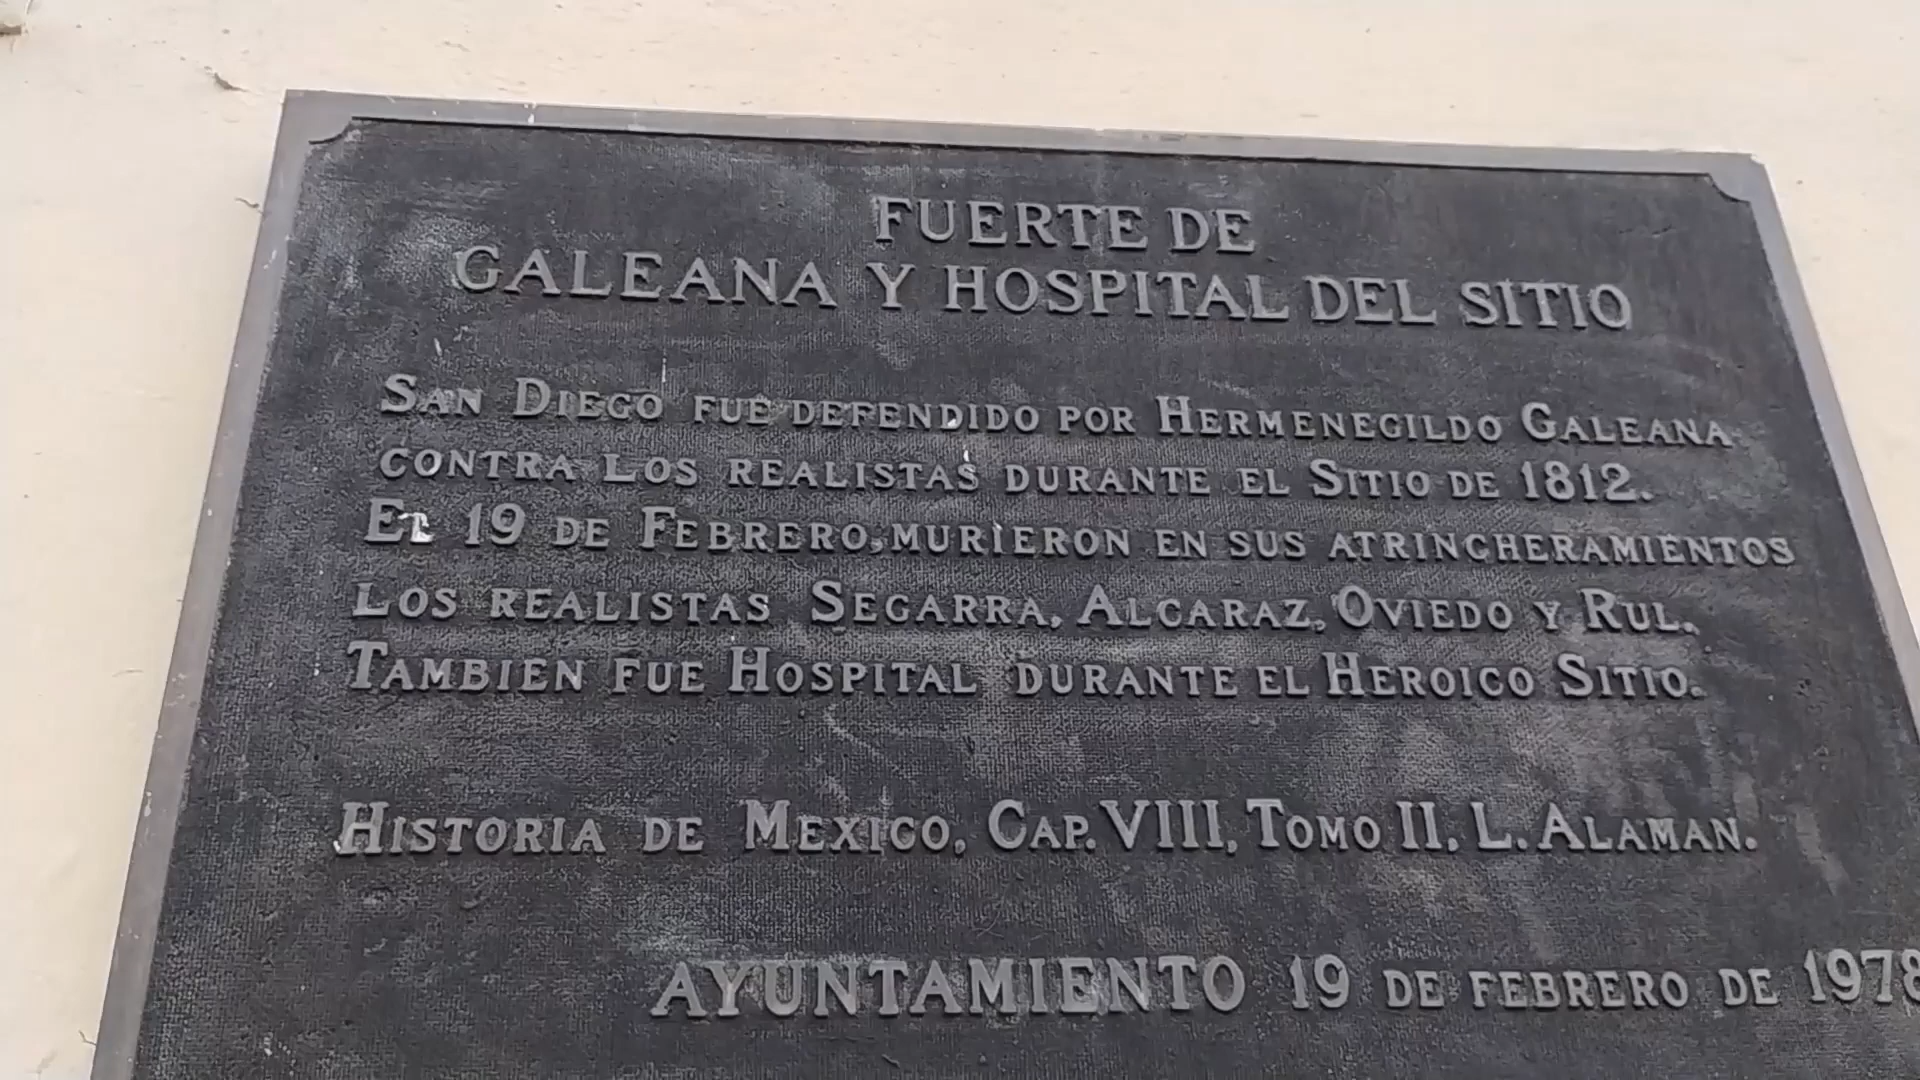 FUERTE DE
GALEANA Y HOSPITAL DEL SITIO
SAN DIEGO FUE DEFENDIDO POR HERMENEGILDO GALEANA
CONTRA LOS REALISTAS DURANTE EL SITIO DE 1812.
EL 19 DE FEBRERO, MURIERON EN SUS ATRINCHERAMIENTOS
LOS REALISTAS SEGARRA, ALCARAZ, OVIEDO Y RUL.
TAMBIEN FUE HOSPITAL DURANTE EL HEROICO SITIO.
HISTORIA DE MEXICO, CAP. VIII, TOMO II, L. ALAMAN.
AYUNTAMIENTO 19 DE FEBRERO DE 1978